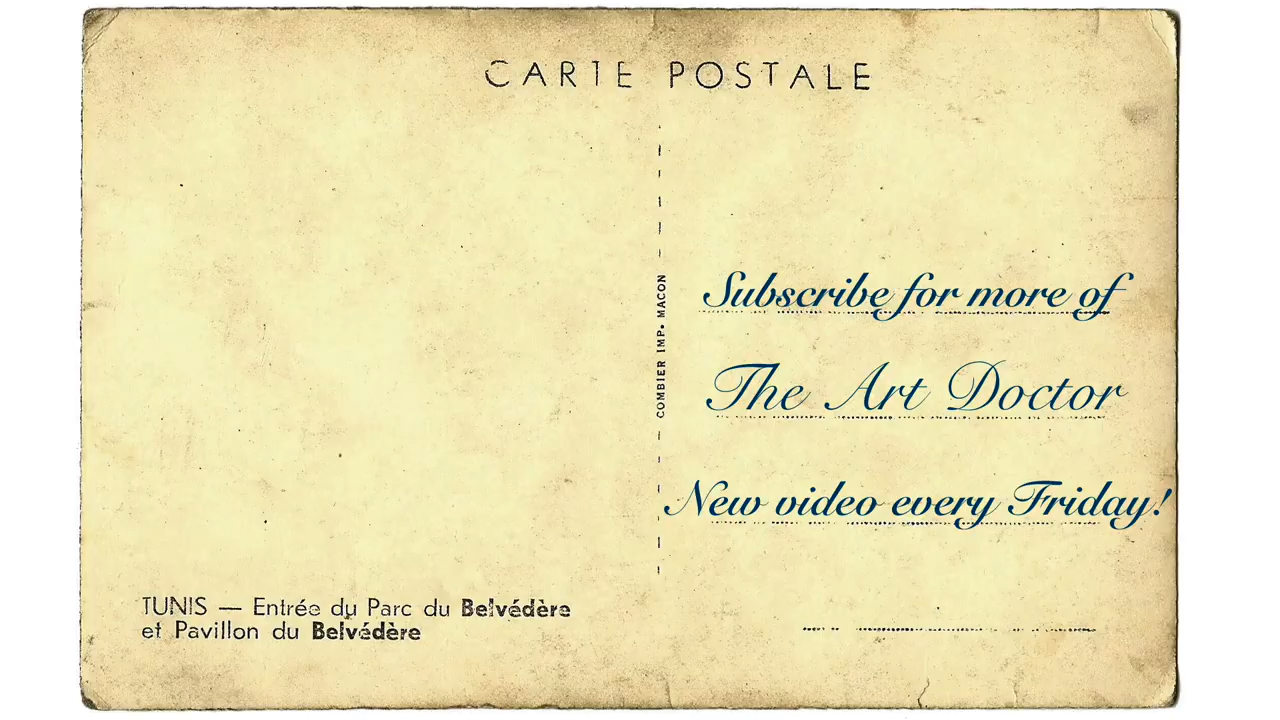 CARTE POSTALE
COMBIER IMP. MACON
Subscribe for more of
The Art Doctor
New video every Friday!
TUNIS — Entrée du Parc du Belvédère
et Pavillon du Belvédère